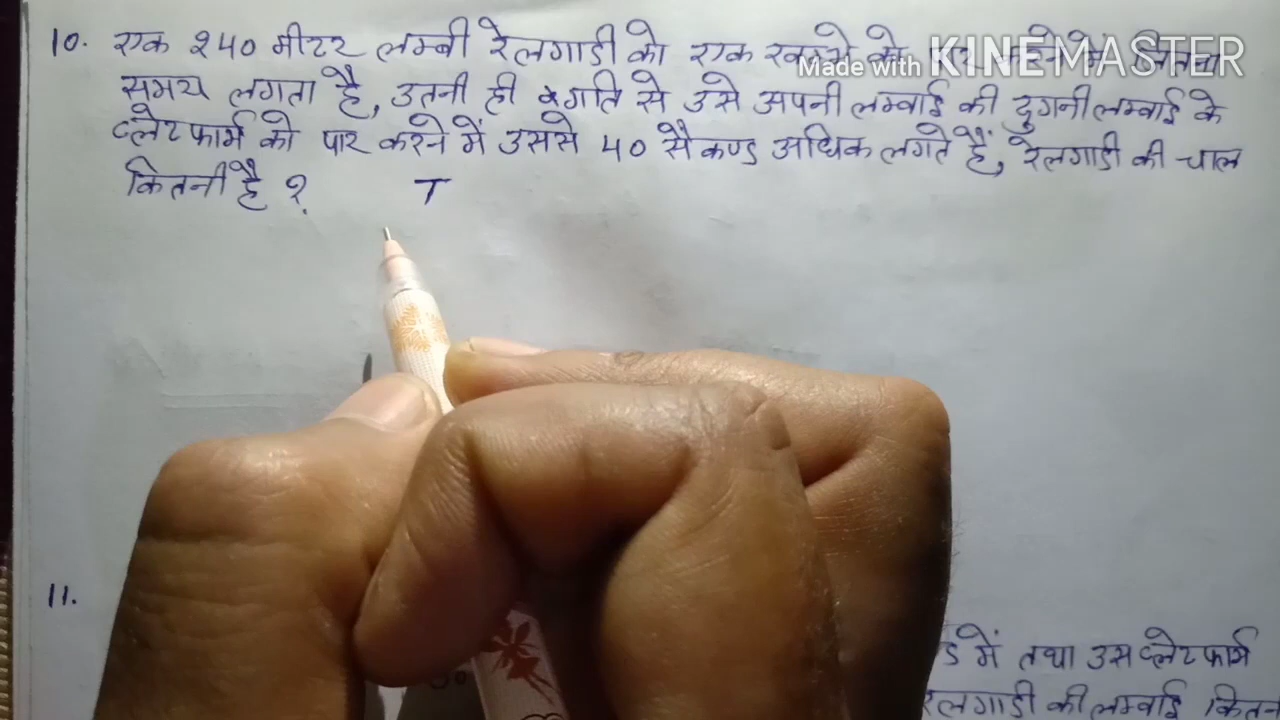 10. एक 240 मीटर लम्बी रेलगाडी को एक खम्भे को
Made with KINEMASTER
समय लगता है, उतनी ही गति से उसे अपनी लम्बाई की दुगनी लम्बाई के
प्लेटफार्म को पार करने में उससे 40 सैकण्ड अधिक लगते हैं, रेलगाडी की चाल
कितनी है ?
T
11.
में तथा उस प्लेटफार्म
रेलगाडी की लम्बाई